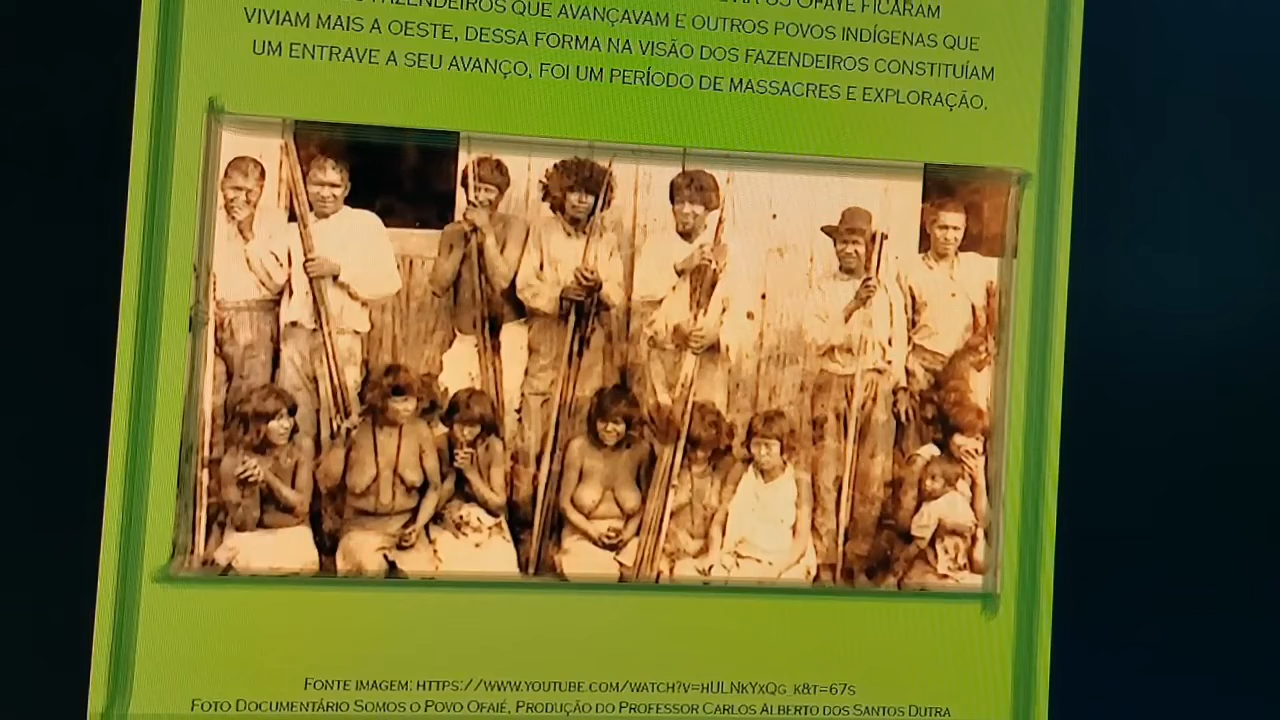 OFAYÉ FICARAM
FAZENDEIROS QUE AVANÇAVAM E OUTROS POVOS INDÍGENAS QUE
VIVIAM MAIS A OESTE, DESSA FORMA NA VISÃO DOS FAZENDEIROS CONSTITUÍAM
UM ENTRAVE A SEU AVANÇO, FOI UM PERÍODO DE MASSACRES E EXPLORAÇÃO.
FONTE IMAGEM: HTTPS://WWW.YOUTUBE.COM/WATCH?V=HULNKYXQG_K&T=67S
FOTO DOCUMENTÁRIO SOMOS O POVO OFAIÉ, PRODUÇÃO DO PROFESSOR CARLOS ALBERTO DOS SANTOS DUTRA